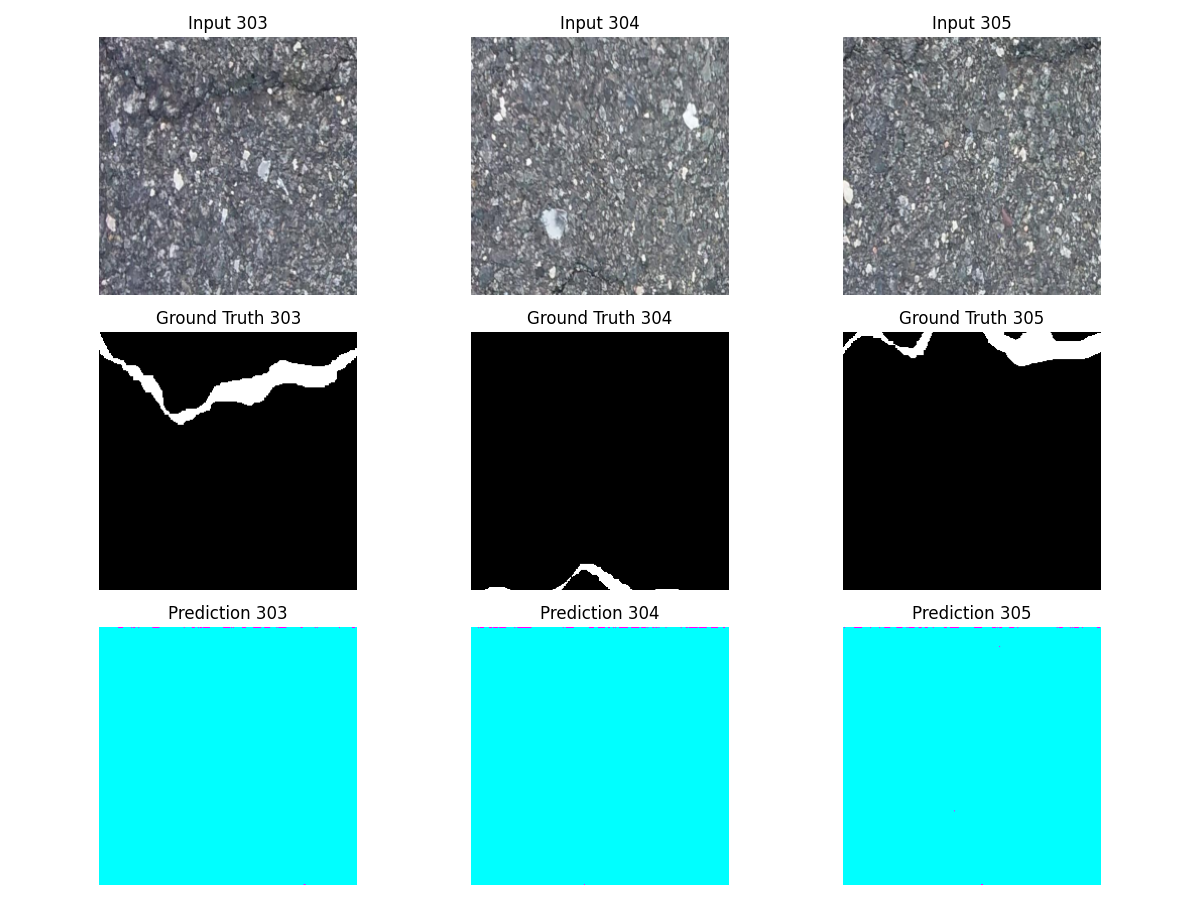 Input 303
Input 304
Input 305
Ground Truth 303
Ground Truth 304
Ground Truth 305
Prediction 303
Prediction 304
Prediction 305